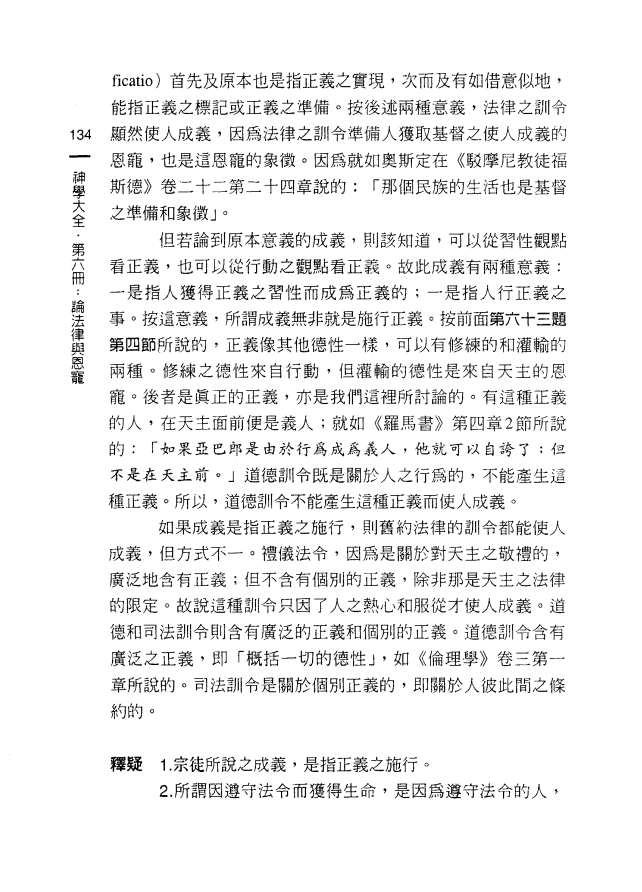 ficatio）首先及原本也是指正義之實現，次而及有如借意似地，
能指正義之標記或正義之準備。按後述兩種意義，法律之訓令
顯然使人成義，因爲法律之訓令準備人獲取基督之使人成義的
恩寵，也是這恩寵的象徵。因爲就如奧斯定在《駁摩尼教徒福
斯德》卷二十二第二十四章說的：「那個民族的生活也是基督
之準備和象徵」。
但若論到原本意義的成義，則該知道，可以從習性觀點
看正義，也可以從行動之觀點看正義。故此成義有兩種意義：
一是指人獲得正義之習性而成爲正義的；一是指人行正義之
事。按這意義，所謂成義無非就是施行正義。按前面第六十三題
第四節所說的，正義像其他德性一樣，可以有修練的和灌輸的
兩種。修練之德性來自行動，但灌輸的德性是來自天主的恩
寵。後者是眞正的正義，亦是我們這裡所討論的。有這種正義
的人，在天主面前便是義人；就如《羅馬書》第四章2節所說
的：「如果亞巴郎是由於行爲成爲義人，他就可以自誇了；但
不是在天主前。」道德訓令既是關於人之行爲的，不能產生這
種正義。所以，道德訓令不能產生這種正義而使人成義。
如果成義是指正義之施行，則舊約法律的訓令都能使人
成義，但方式不一。禮儀法令，因爲是關於對天主之敬禮的，
廣泛地含有正義；但不含有個別的正義，除非那是天主之法律
的限定。故說這種訓令只因了人之熱心和服從才使人成義。道
德和司法訓令則含有廣泛的正義和個別的正義。道德訓令含有
廣泛之正義，即「概括一切的德性」，如《倫理學》卷三第一
章所說的。司法訓令是關於個別正義的，即關於人彼此間之條
約的。
釋疑　1.宗徒所說之成義，是指正義之施行。
2.所謂因遵守法令而獲得生命，是因爲遵守法令的人，
134
神學大全．第六冊：論法律與恩寵